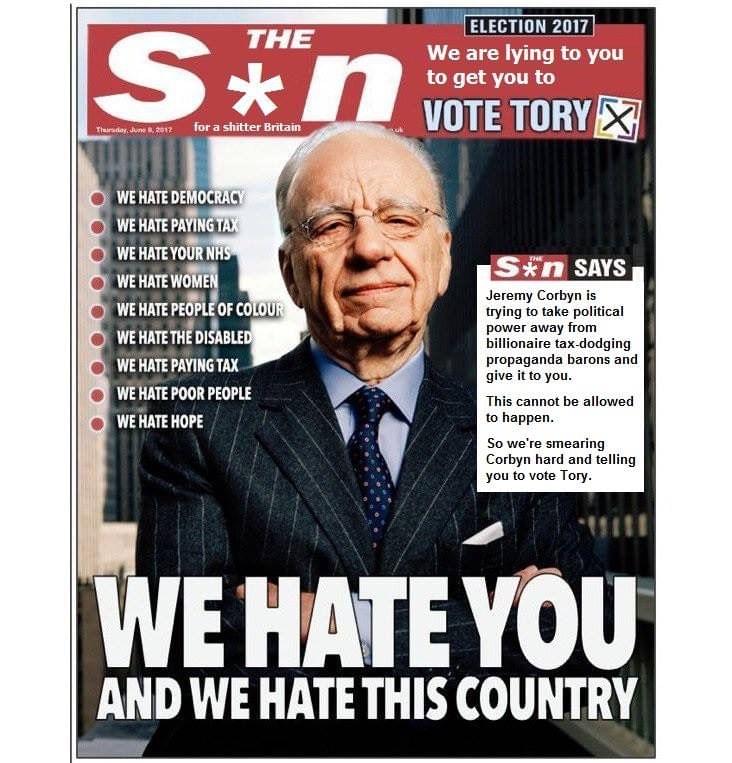 THE
S*n
Thursday, June 8, 2017
for a shitter Britain
ELECTION 2017
We are lying to you
to get you to
VOTE TORY
WE HATE DEMOCRACY
WE HATE PAYING TAX
WE HATE YOUR NHS
WE HATE WOMEN
WE HATE PEOPLE OF COLOUR
WE HATE THE DISABLED
WE HATE PAYING TAX
WE HATE POOR PEOPLE
WE HATE HOPE
THE
S*n SAYS
Jeremy Corbyn is
trying to take political
power away from
billionaire tax-dodging
propaganda barons and
give it to you.
This cannot be allowed
to happen.
So we're smearing
Corbyn hard and telling
you to vote Tory.
WE HATE YOU
AND WE HATE THIS COUNTRY